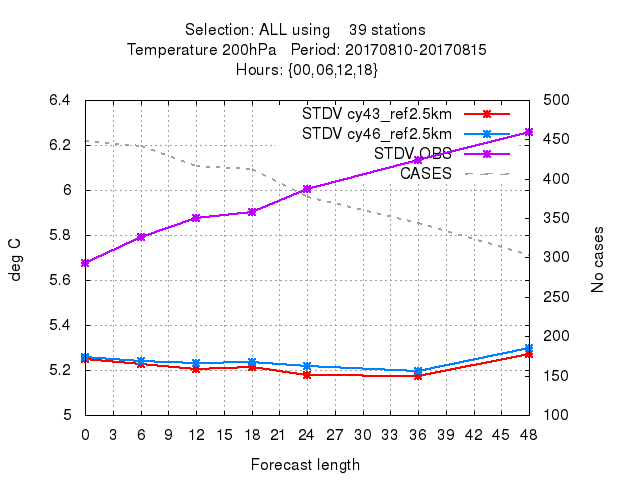 Selection: ALL using    39 stations
Temperature 200hPa   Period: 20170810-20170815
Hours: {00,06,12,18}
6.4
6.2
6
5.8
5.6
5.4
5.2
5
deg C
STDV cy43_ref2.5km
STDV cy46_ref2.5km
STDV OBS
CASES
500
450
400
350
300
250
200
150
100
No cases
0 3 6 9 12 15 18 21 24 27 30 33 36 39 42 45 48
Forecast length